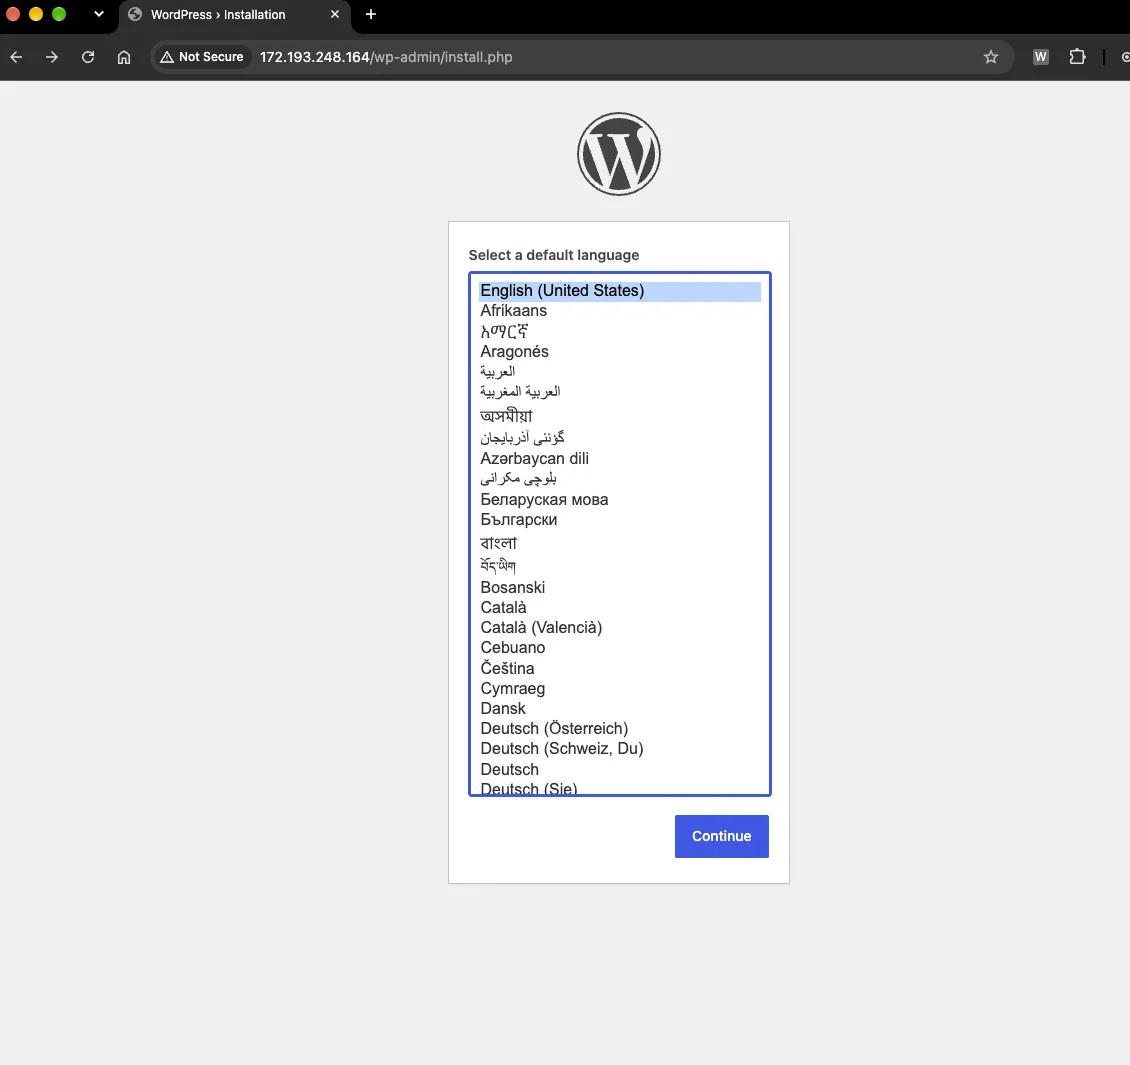 WordPress › Installation
Not Secure 172.193.248.164/wp-admin/install.php
W
Select a default language
English (United States)
Afrikaans
አማርኛ
Aragonés
العربية
العربية المغربية
অসমীয়া
گؤنئی آذربایجان
Azərbaycan dili
بلوچی مکرانی
Беларуская мова
Български
বাংলা
བོད་ཡིག
Bosanski
Català
Català (Valencià)
Cebuano
Čeština
Cymraeg
Dansk
Deutsch (Österreich)
Deutsch (Schweiz, Du)
Deutsch
Deutsch (Sie)
Continue